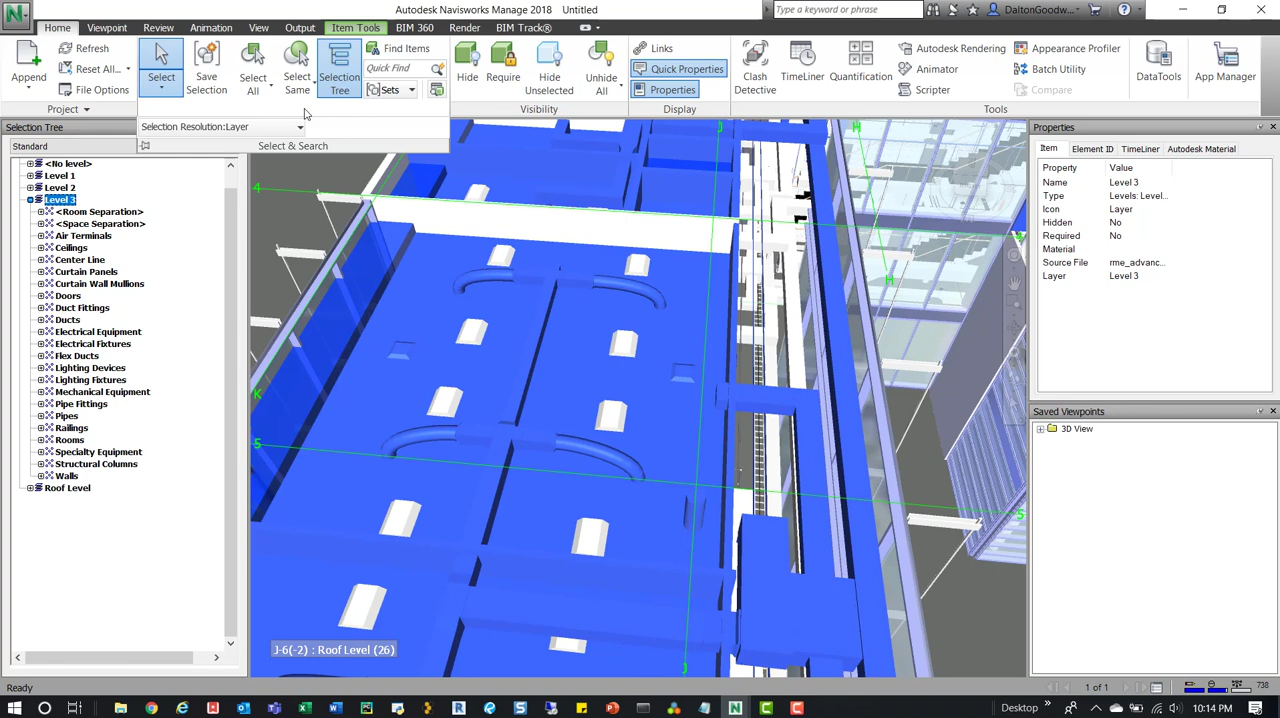 N
Autodesk Navisworks Manage 2018 Untitled
Type a keyword or phrase
DaltonGoodw...
Home Viewpoint Review Animation View Output Item Tools BIM 360 Render BIM Track®
Append
Refresh
Reset All...
File Options
Project
Select
Save Selection
Select All
Select Same
Selection Tree
Find Items
Quick Find
Sets
Selection Resolution:Layer
Select & Search
Hide
Require
Hide Unselected
Unhide All
Visibility
Links
Quick Properties
Properties
Display
Clash Detective
TimeLiner
Quantification
Autodesk Rendering
Animator
Scripter
Appearance Profiler
Batch Utility
Compare
Tools
DataTools
App Manager
Selection Tree
Standard
<No level>
Level 1
Level 2
Level 3
<Room Separation>
<Space Separation>
Air Terminals
Ceilings
Center Line
Curtain Panels
Curtain Wall Mullions
Doors
Duct Fittings
Ducts
Electrical Equipment
Electrical Fixtures
Flex Ducts
Lighting Devices
Lighting Fixtures
Mechanical Equipment
Pipe Fittings
Pipes
Railings
Rooms
Specialty Equipment
Structural Columns
Walls
Roof Level
J
H
4
H
K
5
5
J
J-6(-2) : Roof Level (26)
Properties
Item Element ID TimeLiner Autodesk Material
Property Value
Name Level 3
Type Levels: Level...
Icon Layer
Hidden No
Required No
Material
Source File rme_advanc...
Layer Level 3
Saved Viewpoints
3D View
Ready
1 of 1
738
Desktop
10:14 PM